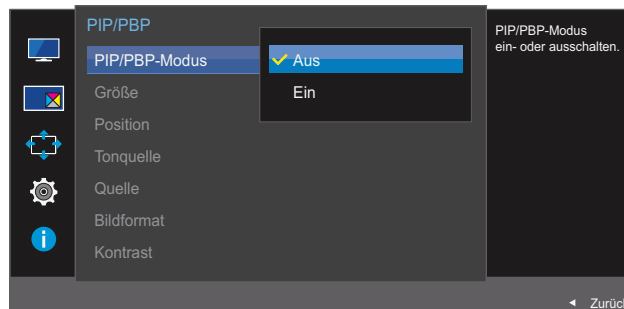 PIP/PBP
PIP/PBP-Modus
Aus
Größe
Ein
Position
Tonquelle
Quelle
Bildformat
Kontrast
PIP/PBP-Modus
ein- oder ausschalten.
Zurück